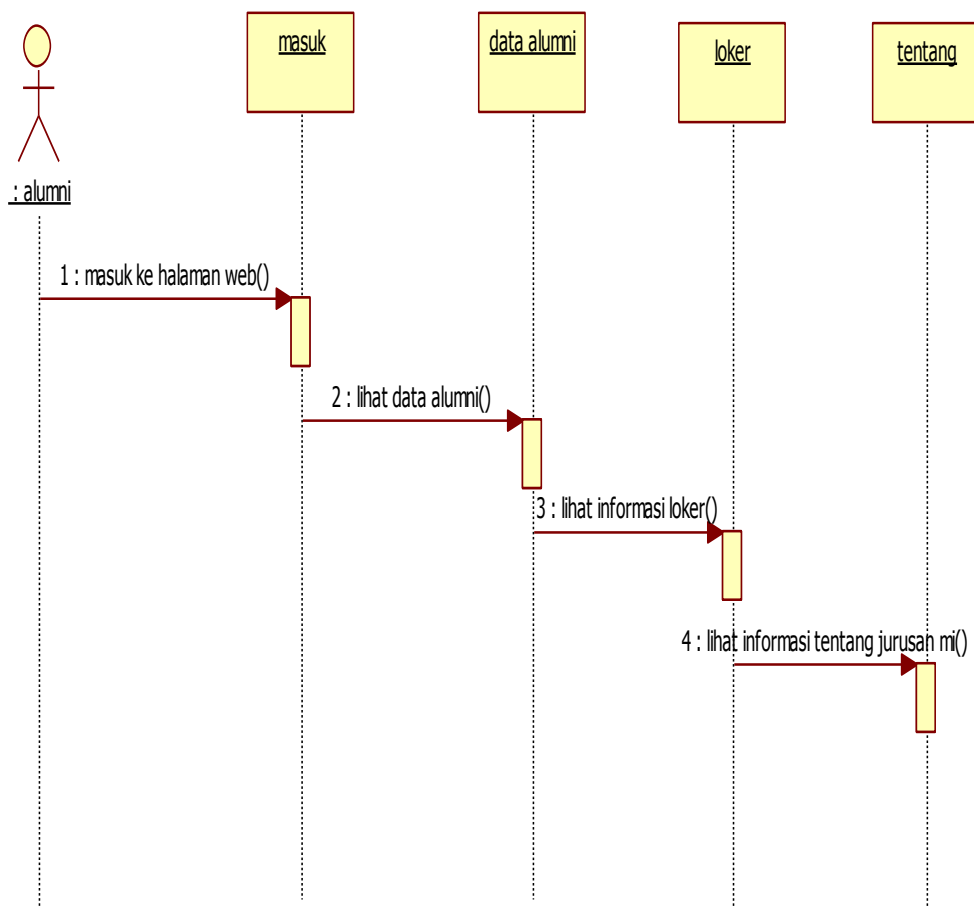 masuk
data alumni
loker
tentang
: alumni
1 : masuk ke halaman web()
2 : lihat data alumni()
3 : lihat informasi loker()
4 : lihat informasi tentang jurusan mi()